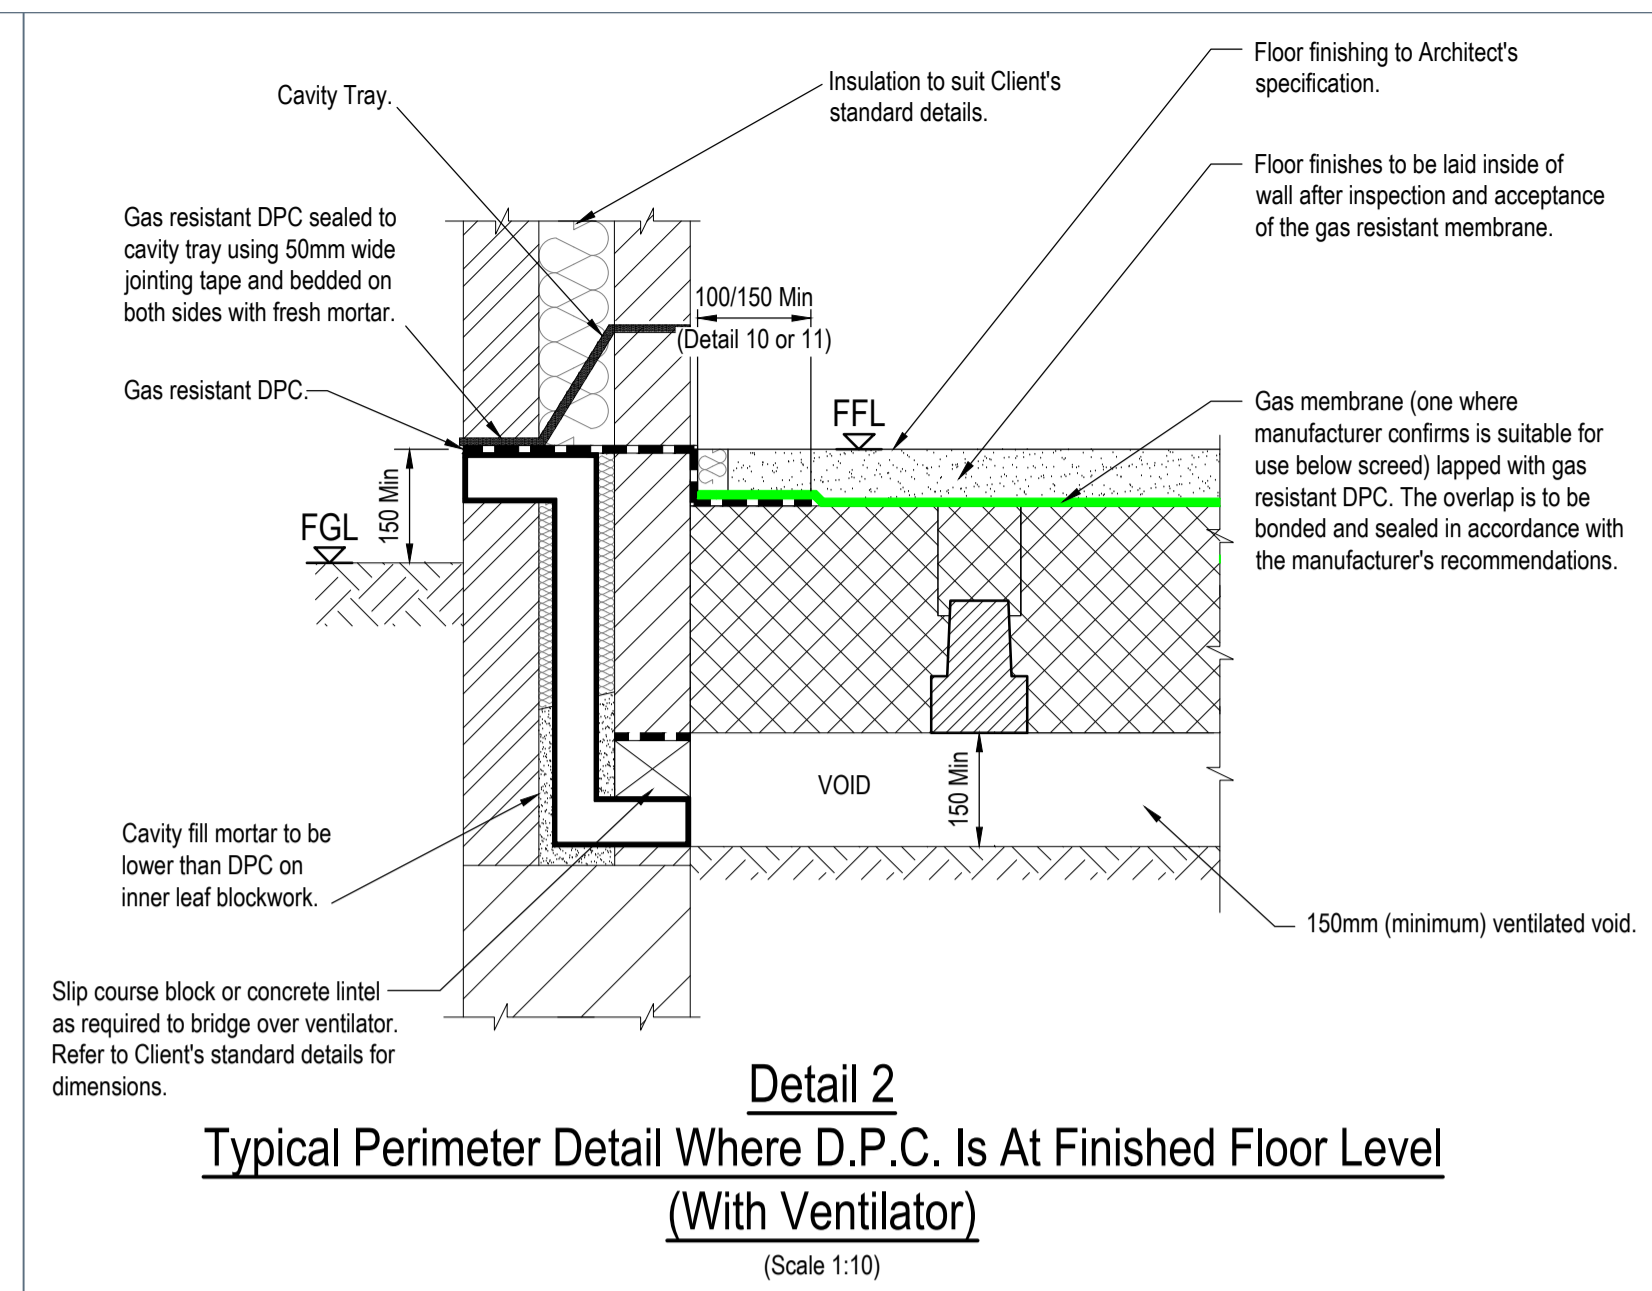 Cavity Tray.
Insulation to suit Client's
standard details.
Floor finishing to Architect's
specification.
Floor finishes to be laid inside of
wall after inspection and acceptance
of the gas resistant membrane.
Gas resistant DPC sealed to
cavity tray using 50mm wide
jointing tape and bedded on
both sides with fresh mortar.
100/150 Min
(Detail 10 or 11)
Gas resistant DPC.
FFL
Gas membrane (one where
manufacturer confirms is suitable for
use below screed) lapped with gas
resistant DPC. The overlap is to be
bonded and sealed in accordance with
the manufacturer's recommendations.
150 Min
FGL
VOID
150 Min
Cavity fill mortar to be
lower than DPC on
inner leaf blockwork.
150mm (minimum) ventilated void.
Slip course block or concrete lintel
as required to bridge over ventilator.
Refer to Client's standard details for
dimensions.
Detail 2
Typical Perimeter Detail Where D.P.C. Is At Finished Floor Level
(With Ventilator)
(Scale 1:10)